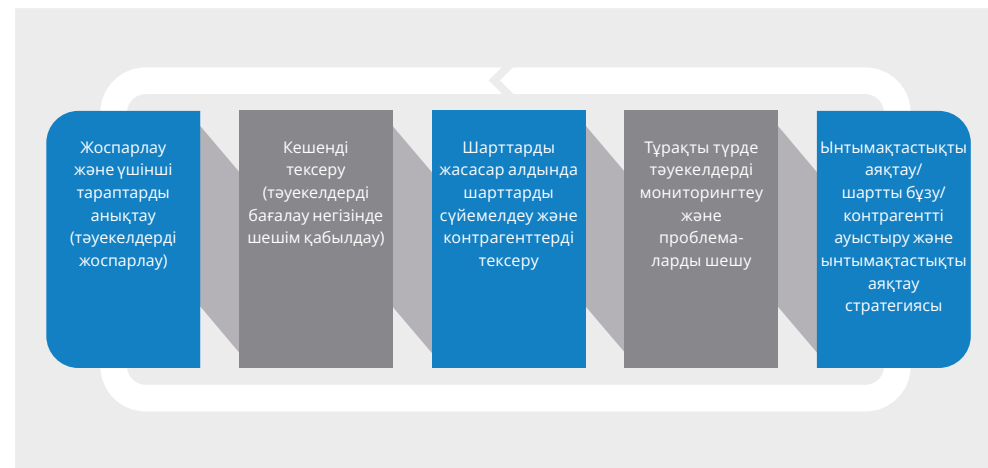 Жоспарлау
және үшінші
тараптарды
анықтау
(тәуекелдерді
жоспарлау)
Кешенді
тексеру
(тәуекелдерді
бағалау негізінде
шешім қабылдау)
Шарттарды
жасасар алдында
шарттарды
сүйемелдеу және
контрагенттерді
тексеру
Тұрақты түрде
тәуекелдерді
мониторингтеу
және
проблема-
ларды шешу
Ынтымақтастықты
аяқтау/
шартты бұзу/
контрагентті
ауыстыру және
ынтымақтастықты
аяқтау
стратегиясы